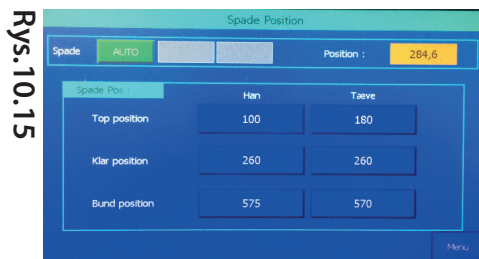 Rys.10.15
Spade Position
Spade AUTO Position : 284,6
Spade Pos :
Han Tæve
Top position 100 180
Klar position 260 260
Bund position 575 570
Menu